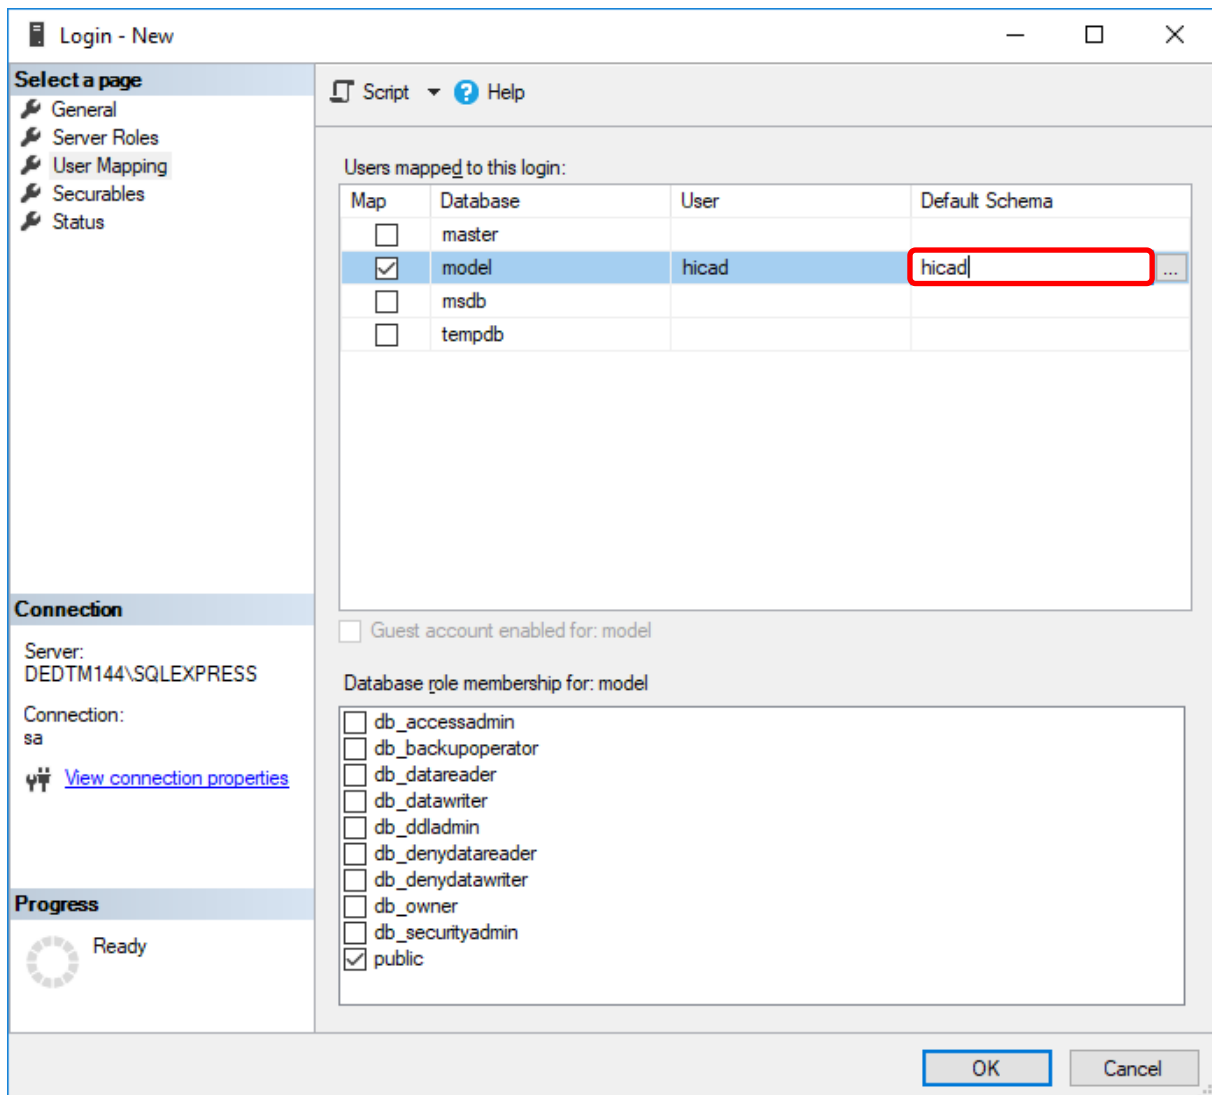 Login - New
Select a page
General
Server Roles
User Mapping
Securables
Status
Script
Help
Users mapped to this login:
Map Database User Default Schema
master
model hicad hicad ...
msdb
tempdb
Guest account enabled for: model
Database role membership for: model
db_accessadmin
db_backupoperator
db_datareader
db_datawriter
db_ddladmin
db_denydatareader
db_denydatawriter
db_owner
db_securityadmin
public
Connection
Server:
DEDTM144\SQLEXPRESS
Connection:
sa
View connection properties
Progress
Ready
OK
Cancel